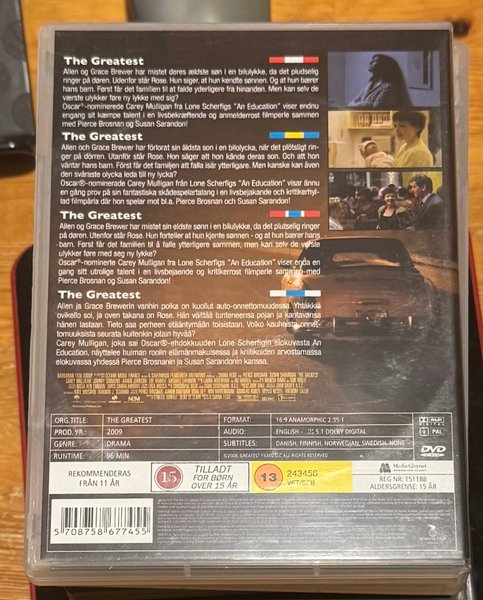 The Greatest
Allen og Grace Brewer har mistet deres ældste søn i en bilulykke, da det pludselig
ringer på døren. Udenfor står Rose. Hun siger, at hun kendte sønnen. Og at hun bærer
hans barn. Først får det familien til at falde yderligere fra hinanden. Men kan selv de
værste ulykker føre ny lykke med sig?
Oscar®-nominerede Carey Mulligan fra Lone Scherfigs "An Education" viser endnu
engang sit kæmpe talent i en livsbekræftende og anmelderrost filmperle sammen
med Pierce Brosnan og Susan Sarandon!
The Greatest
Allen och Grace Brewer har förlorat sin äldsta son i en bilolycka, när det plötsligt ringer
på dörren. Utanför står Rose. Hon säger att hon kände deras son. Och att hon
väntar hans barn. Först får det familjen att falla isär ytterligare. Men kanske kan även
den svåraste olycka leda till ny lycka?
Oscar®-nominerade Carey Mulligan från Lone Scherfigs "An Education" visar ännu
en gång prov på sin fantastiska skådespelartalang i en livsbejakande och kritikerhyl-
lad filmpärla där hon spelar mot bl.a. Pierce Brosnan och Susan Sarandon!
The Greatest
Allen og Grace Brewer har mistet sin eldste sønn i en bilulykke, da det plutselig ringer
på døren. Utenfor står Rose. Hun forteller at hun kjente sønnen - og at hun bærer hans
barn. Først får det familien til å falle ytterligere sammen, men kan selv de verste
ulykker føre med seg ny lykke?
Oscar®-nominerte Carey Mulligan fra Lone Scherfigs "An Education" viser enda en
gang sitt utrolige talent i en livsbejaende og kritikerrost filmperle sammen med
Pierce Brosnan og Susan Sarandon!
The Greatest
Allen ja Grace Brewerin vanhin poika on kuollut auto-onnettomuudessa. Yhtäkkiä
ovikello soi, ja oven takana on Rose. Hän väittää tunteneensa pojan ja kantavansa
hänen lastaan. Tieto saa perheen etääntymään toisistaan. Voiko kauheista onnet-
tomuuksista seurata kuitenkin jotain hyvää?
Carey Mulligan, joka sai Oscar®-ehdokkuuden Lone Scherfigin elokuvasta An
Education, näyttelee huiman roolin elämänmakuisessa ja kritiikoiden arvostamassa
elokuvassa yhdessä Pierce Brosnanin ja Susan Sarandonin kanssa.
ORG.TITLE: THE GREATEST
FORMAT: 16:9 ANAMORPHIC 2.35:1
PROD. YR: 2009
AUDIO: ENGLISH - 5.1 DOLBY DIGITAL
GENRE: DRAMA
SUBTITLES: DANISH, FINNISH, NORWEGIAN, SWEDISH, NONE
RUNTIME: 96 MIN.
PAL
DVD
REKOMMENDERAS
FRÅN 11 ÅR
15
TILLADT
FOR BØRN
OVER 15 ÅR
13
243456
VET/SFB
Medietilsynet
REG NR: 151188
ALDERSGRENSE: 15 ÅR
5 708758 677455